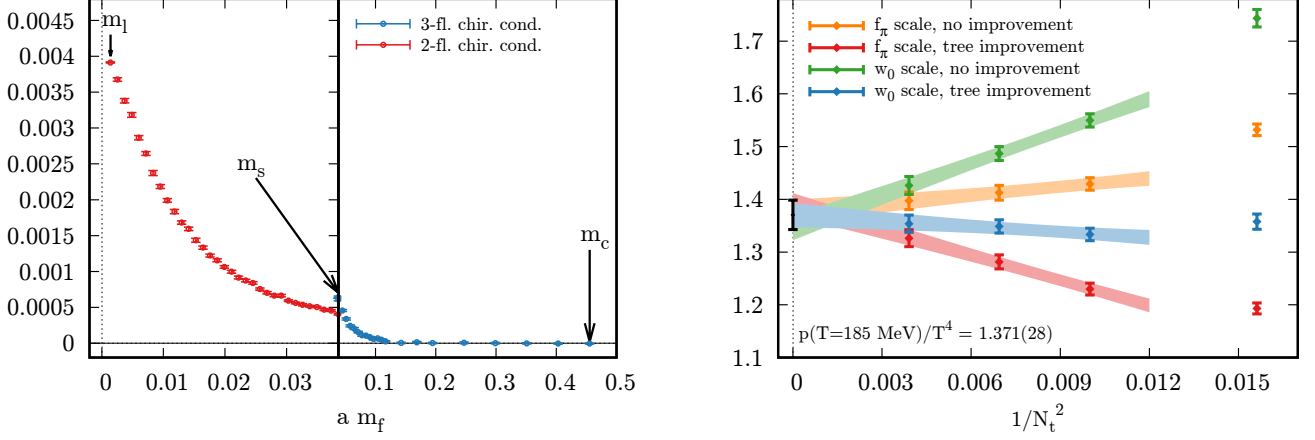 0.0045
0.004
0.0035
0.003
0.0025
0.002
0.0015
0.001
0.0005
0
m_l
m_s
m_c
3-fl. chir. cond.
2-fl. chir. cond.
0 0.01 0.02 0.03 0.1 0.2 0.3 0.4 0.5
a m_f
1.7
1.6
1.5
1.4
1.3
1.2
1.1
f_π scale, no improvement
f_π scale, tree improvement
w_0 scale, no improvement
w_0 scale, tree improvement
p(T=185 MeV)/T^4 = 1.371(28)
0 0.003 0.006 0.009 0.012 0.015
1/N_t^2